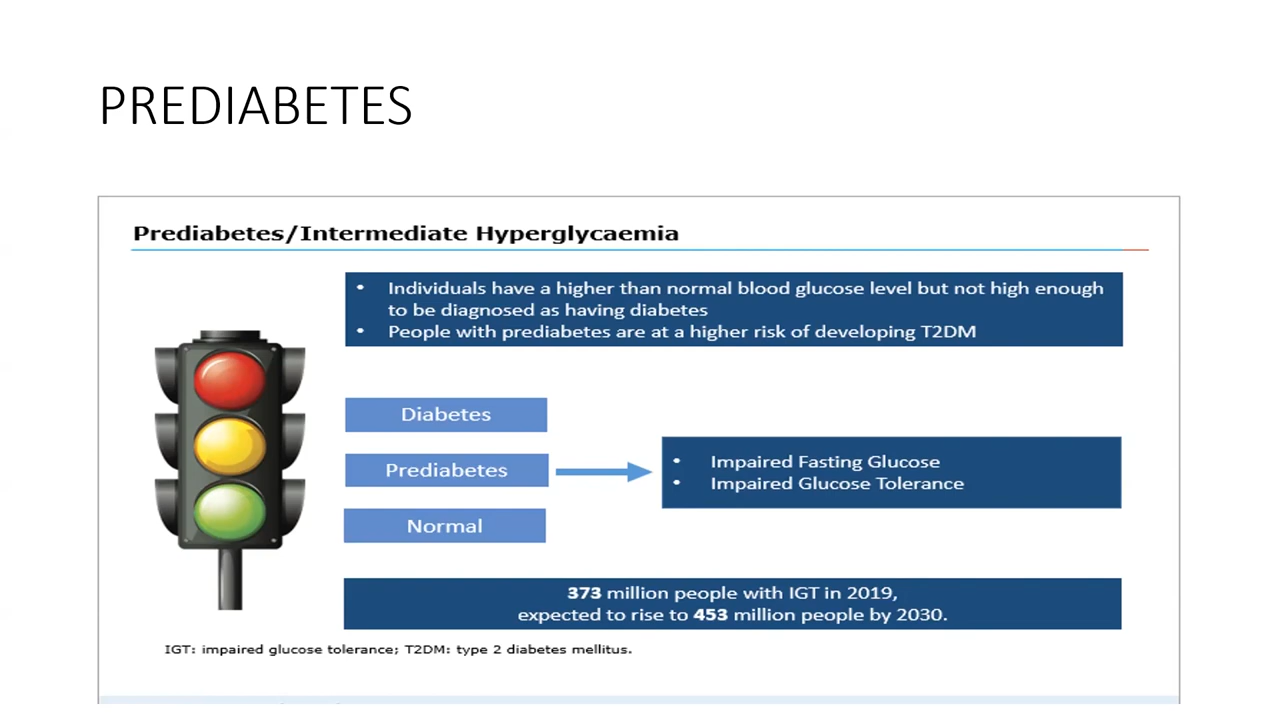 PREDIABETES
Prediabetes/Intermediate Hyperglycaemia
• Individuals have a higher than normal blood glucose level but not high enough
to be diagnosed as having diabetes
• People with prediabetes are at a higher risk of developing T2DM
Diabetes
Prediabetes
• Impaired Fasting Glucose
• Impaired Glucose Tolerance
Normal
373 million people with IGT in 2019,
expected to rise to 453 million people by 2030.
IGT: impaired glucose tolerance; T2DM: type 2 diabetes mellitus.